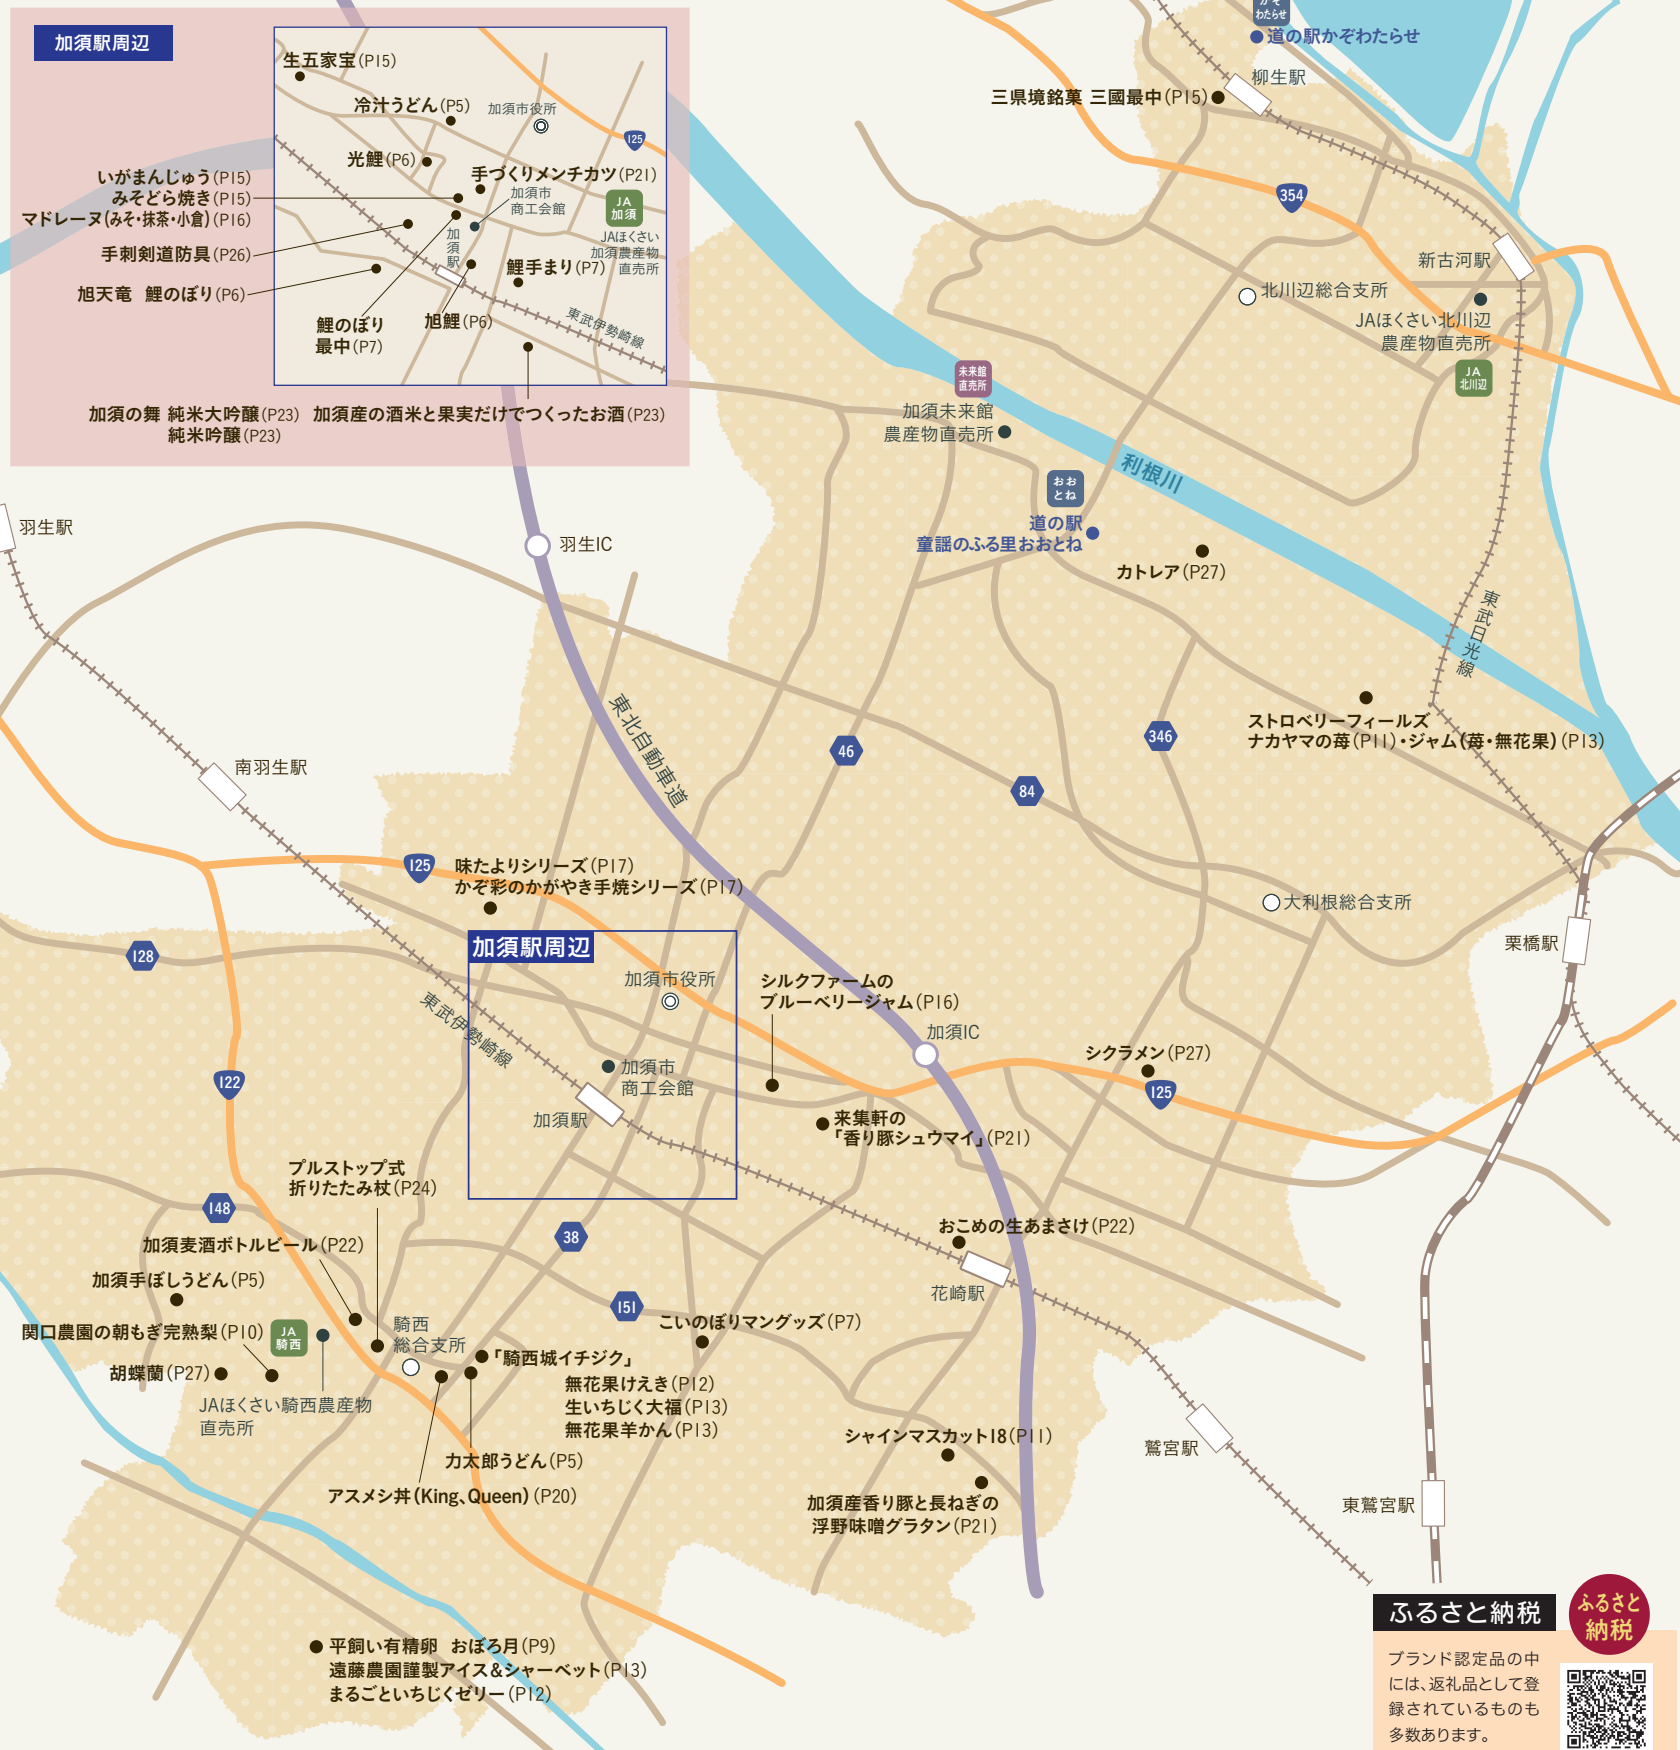 加須駅周辺
生五家宝(P15)
冷汁うどん(P5)
加須市役所
125
光鯉(P6)
手づくりメンチカツ(P21)
いがまんじゅう(P15)
みそどら焼き(P15)
マドレーヌ(みそ・抹茶・小倉)(P16)
加須市
商工会館
JA
加須
JAほくさい
加須農産物
直売所
加須駅
手刺剣道防具(P26)
鯉手まり(P7)
旭天竜 鯉のぼり(P6)
鯉のぼり
最中(P7)
旭鯉(P6)
東武伊勢崎線
加須の舞 純米大吟醸(P23)
純米吟醸(P23)
加須産の酒米と果実だけでつくったお酒(P23)
かぞ
わたらせ
道の駅かぞわたらせ
柳生駅
三県境銘菓 三國最中(P15)
354
新古河駅
北川辺総合支所
JAほくさい北川辺
農産物直売所
JA
北川辺
未来館
直売所
加須未来館
農産物直売所
利根川
おお
とね
道の駅
童謡のふる里おおとね
カトレア(P27)
東武日光線
羽生駅
羽生IC
東北自動車道
46
346
84
ストロベリーフィールズ
ナカヤマの苺(P11)・ジャム(苺・無花果)(P13)
南羽生駅
125
味たよりシリーズ(P17)
かぞ彩のかがやき手焼シリーズ(P17)
大利根総合支所
栗橋駅
128
加須駅周辺
加須市役所
東武伊勢崎線
シルクファームの
ブルーベリージャム(P16)
加須IC
加須市
商工会館
加須駅
シクラメン(P27)
125
122
来集軒の
「香り豚シュウマイ」(P21)
プルストップ式
折りたたみ杖(P24)
148
38
おこめの生あまさけ(P22)
花崎駅
加須麦酒ボトルビール(P22)
加須手ぼしうどん(P5)
151
こいのぼりマングッズ(P7)
関口農園の朝もぎ完熟梨(P10)
JA
騎西
騎西
総合支所
胡蝶蘭(P27)
JAほくさい騎西農産物
直売所
「騎西城イチジク」
無花果けえき(P12)
生いちじく大福(P13)
無花果羊かん(P13)
力太郎うどん(P5)
アスメシ丼(King、Queen)(P20)
シャインマスカット18(P11)
加須産香り豚と長ねぎの
浮野味噌グラタン(P21)
鷲宮駅
東鷲宮駅
平飼い有精卵 おぼろ月(P9)
遠藤農園謹製アイス&シャーベット(P13)
まるごといちじくゼリー(P12)
ふるさと納税
ふるさと
納税
ブランド認定品の中
には、返礼品として登
録されているものも
多数あります。